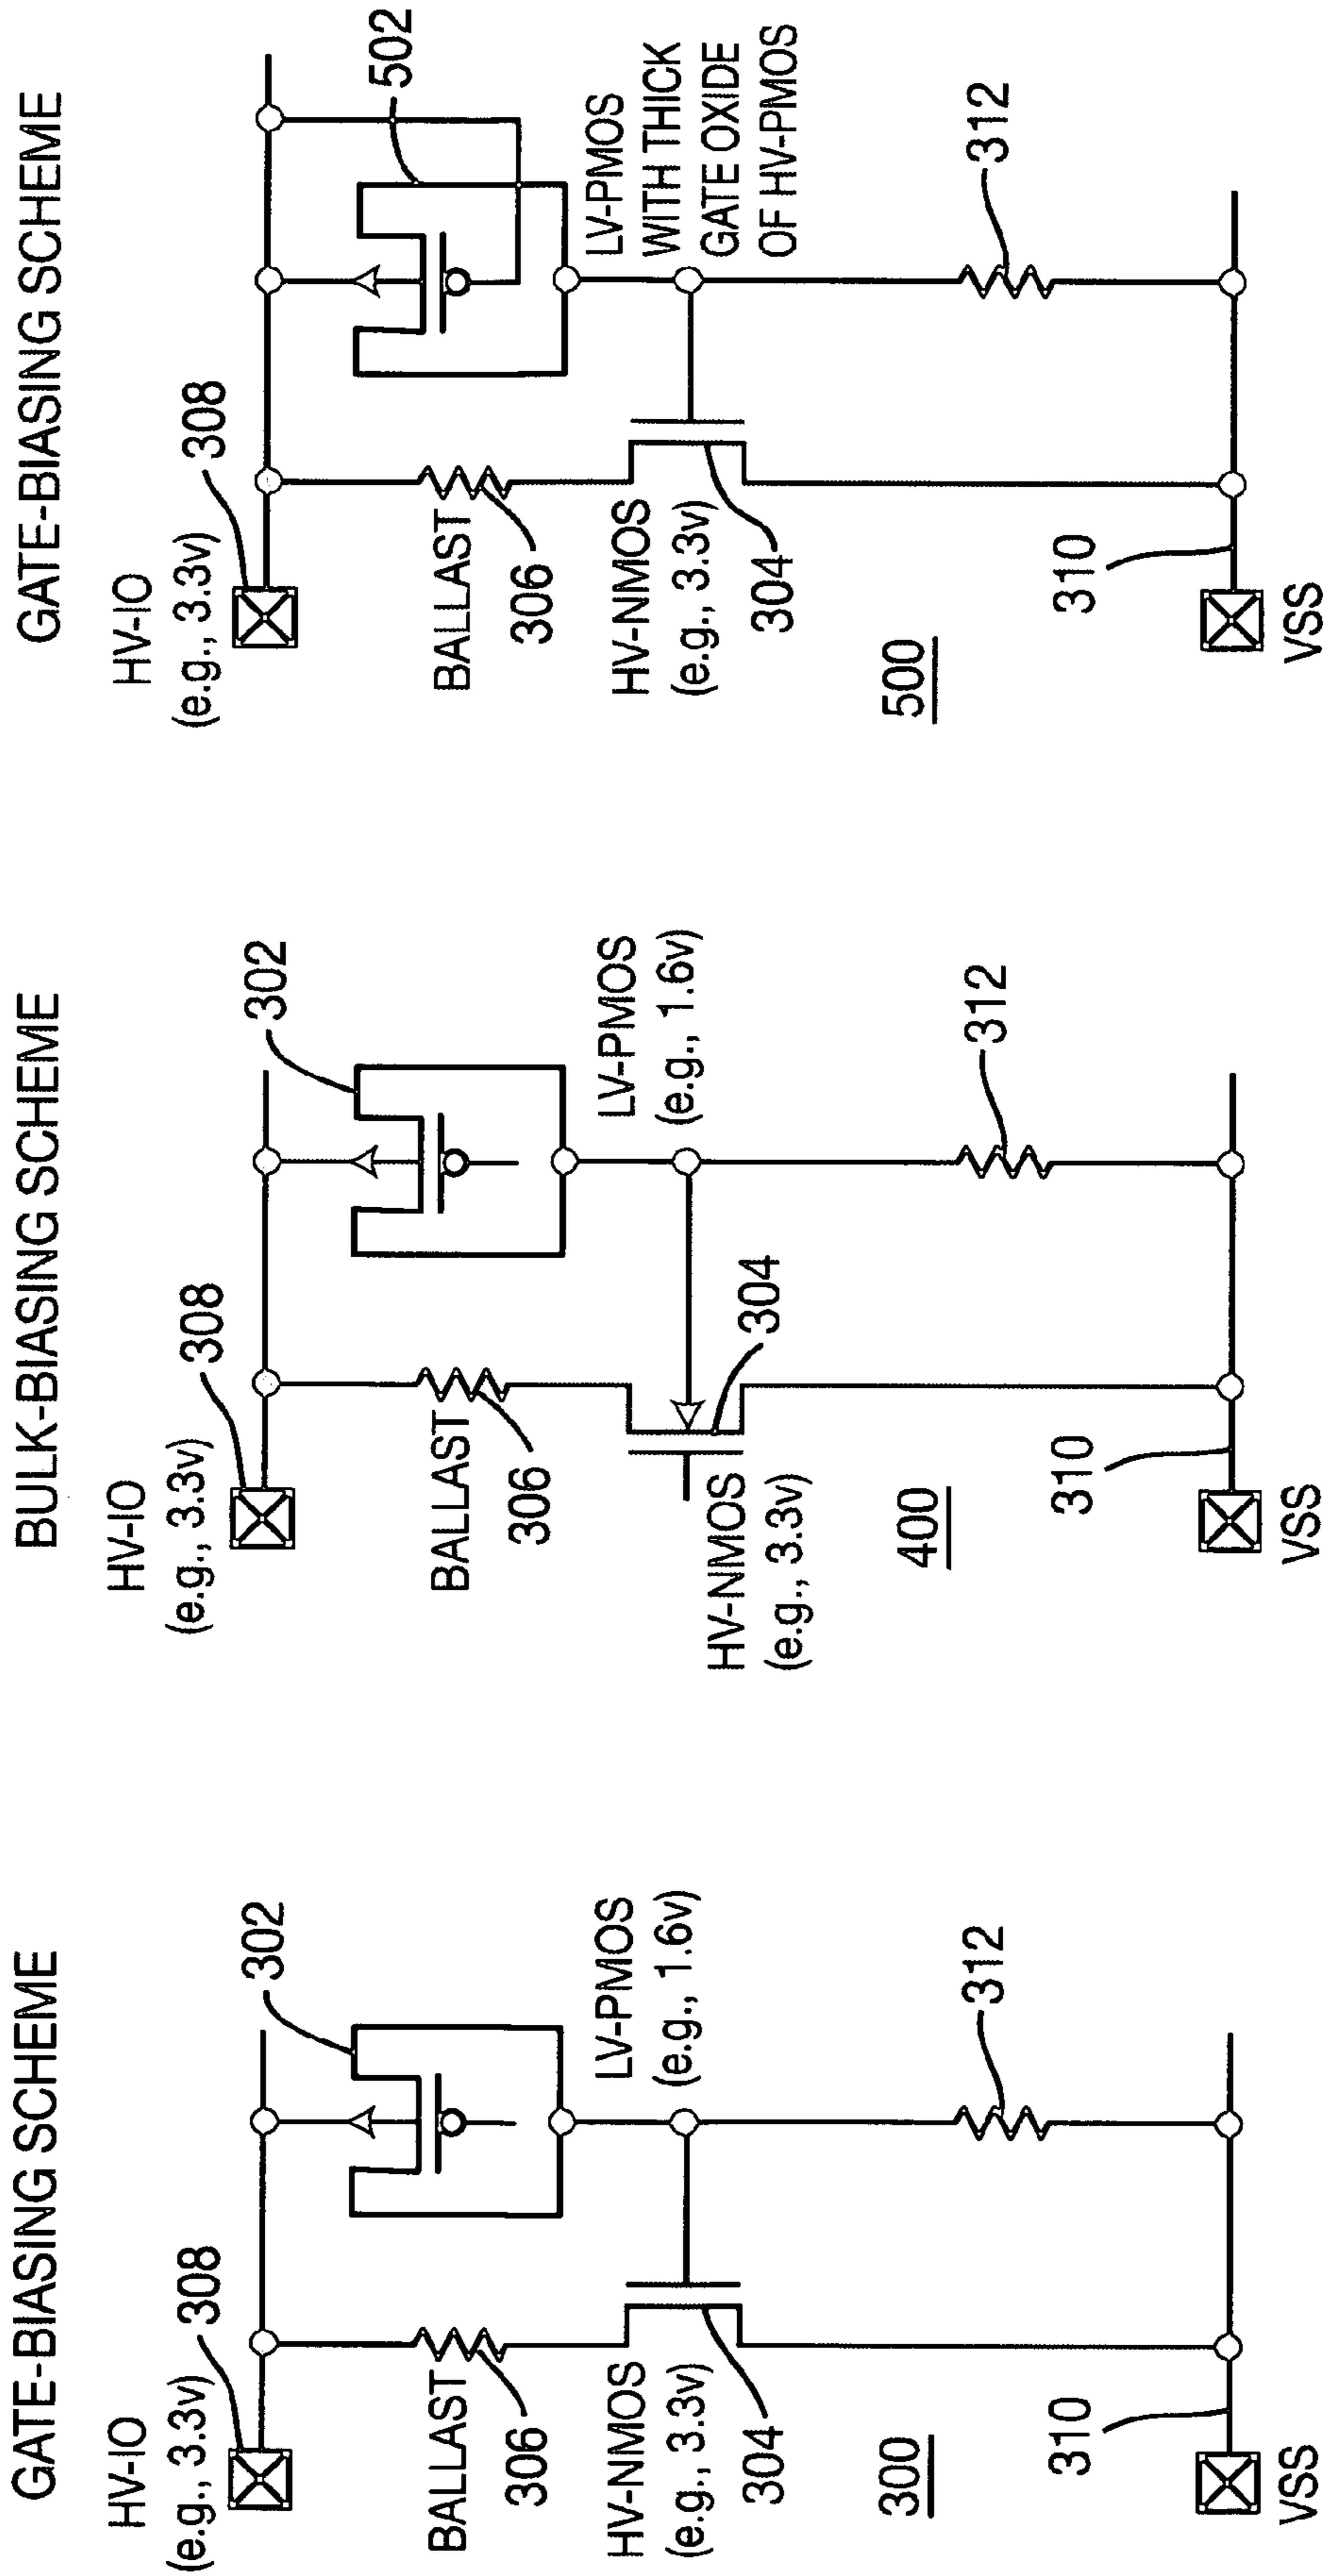 GATE-BIASING SCHEME
HV-IO
(e.g., 3.3v)
308
302
BALLAST
306
HV-NMOS
(e.g., 3.3v)
304
LV-PMOS
(e.g., 1.6v)
312
300
310
VSS
BULK-BIASING SCHEME
HV-IO
(e.g., 3.3v)
308
302
BALLAST
306
HV-NMOS
(e.g., 3.3v)
304
LV-PMOS
(e.g., 1.6v)
312
400
310
VSS
GATE-BIASING SCHEME
HV-IO
(e.g., 3.3v)
308
502
BALLAST
306
HV-NMOS
(e.g., 3.3v)
304
LV-PMOS
WITH THICK
GATE OXIDE
OF HV-PMOS
312
500
310
VSS